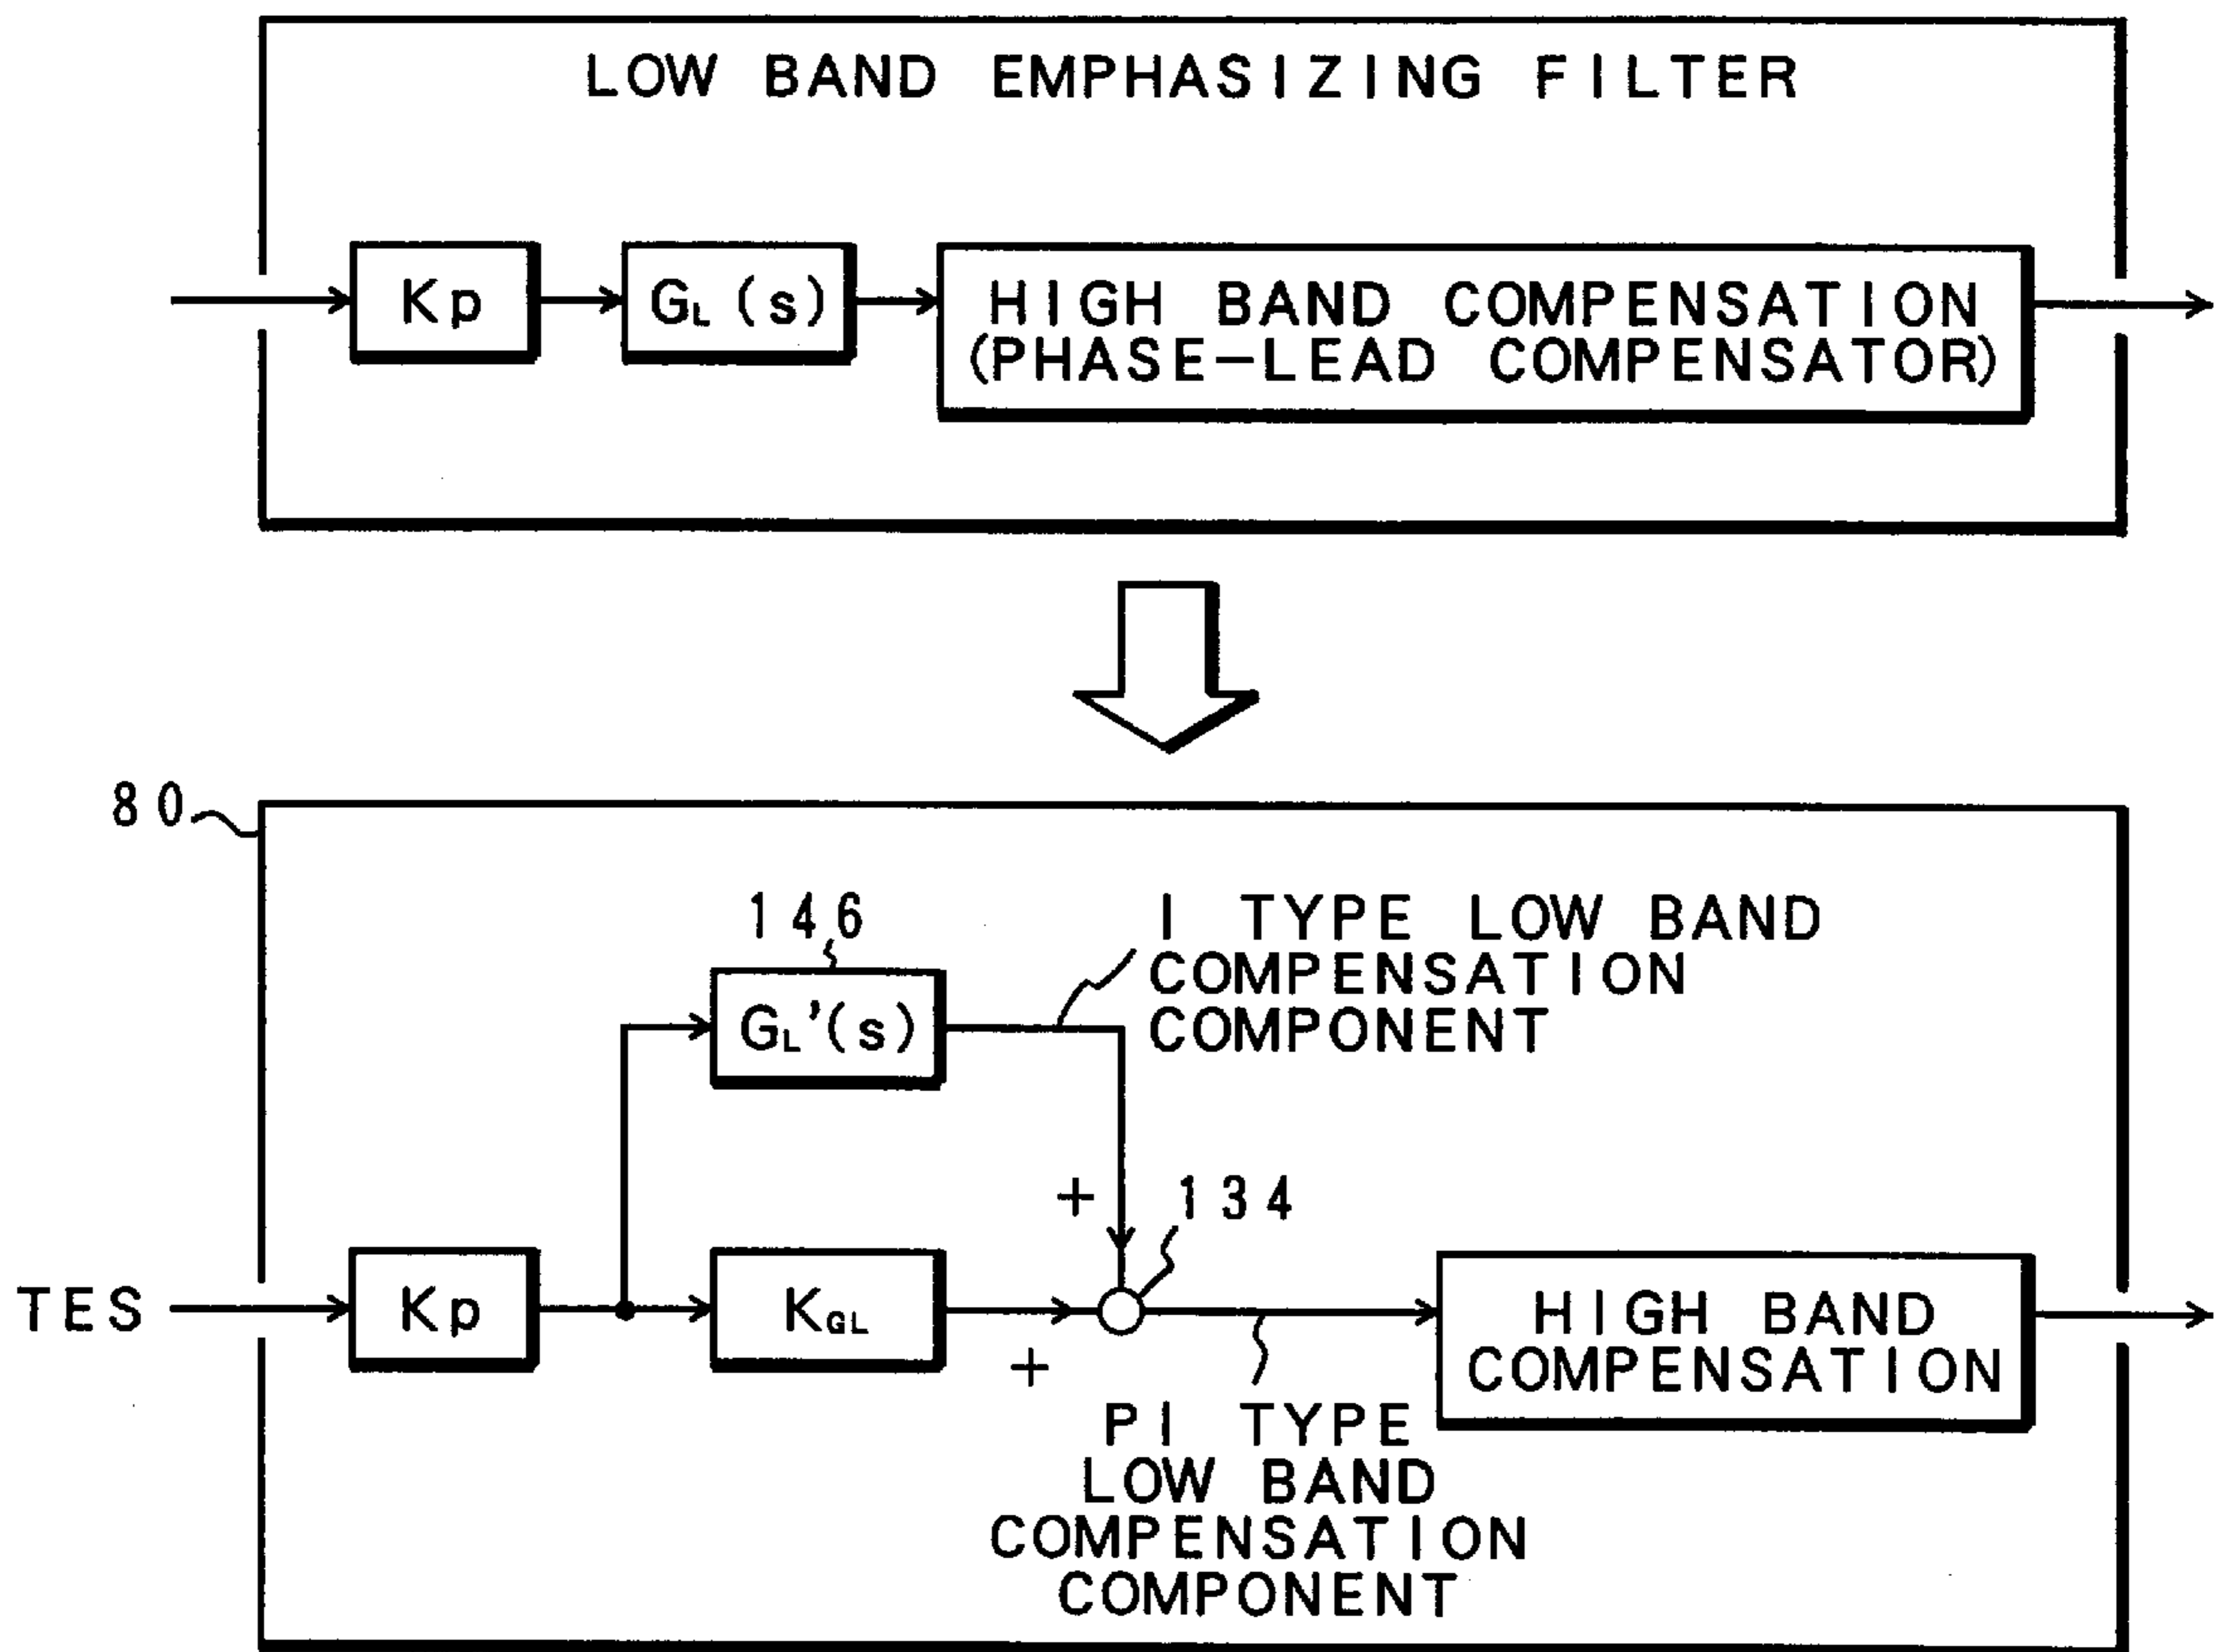 LOW BAND EMPHASIZING FILTER
Kp
GL (s)
HIGH BAND COMPENSATION
(PHASE-LEAD COMPENSATOR)
80
146
I TYPE LOW BAND
COMPENSATION
COMPONENT
GL'(s)
+
134
TES
Kp
KGL
+
HIGH BAND
COMPENSATION
PI TYPE
LOW BAND
COMPENSATION
COMPONENT